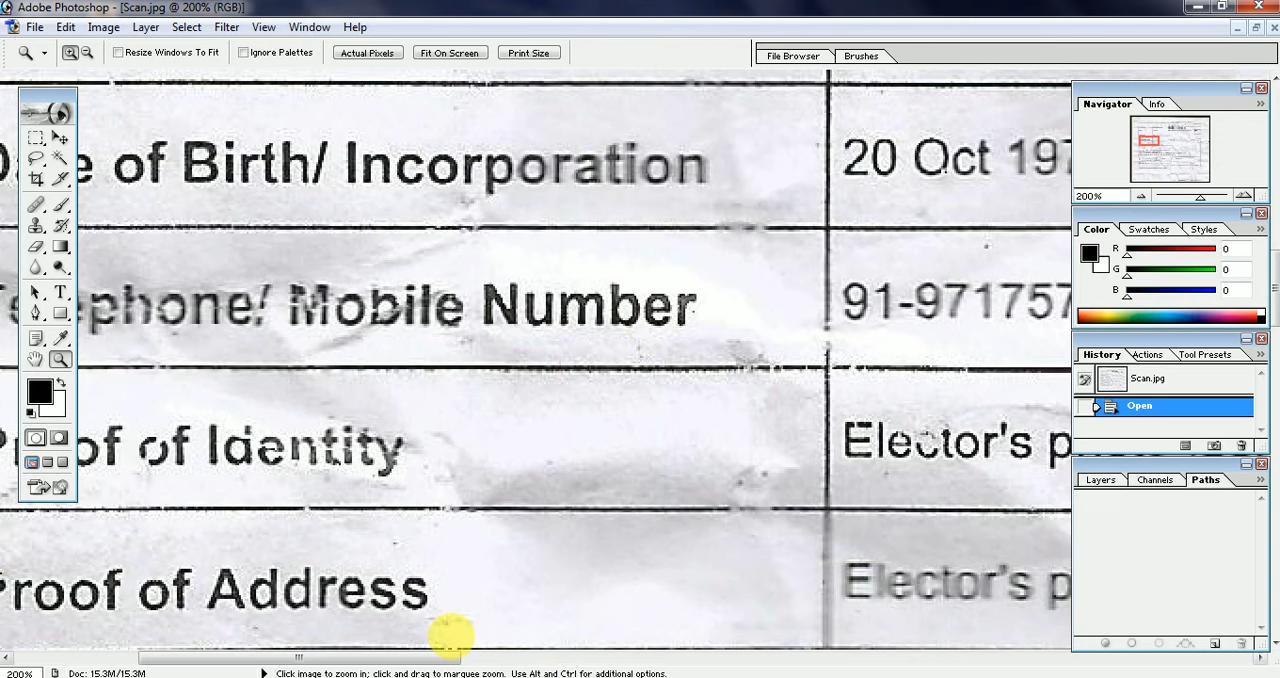 Adobe Photoshop - [Scan.jpg @ 200% (RGB)]
File Edit Image Layer Select Filter View Window Help
Resize Windows To Fit Ignore Palettes Actual Pixels Fit On Screen Print Size File Browser Brushes
Navigator Info
200%
Color Swatches Styles
R 0
G 0
B 0
History Actions Tool Presets
Scan.jpg
Open
Layers Channels Paths
of Birth/ Incorporation 20 Oct 197
Mobile Number 91-971757
of Identity Elector's p
Proof of Address Elector's p
200% Doc: 15.3M/15.3M Click image to zoom in; click and drag to marquee zoom. Use Alt and Ctrl for additional options.